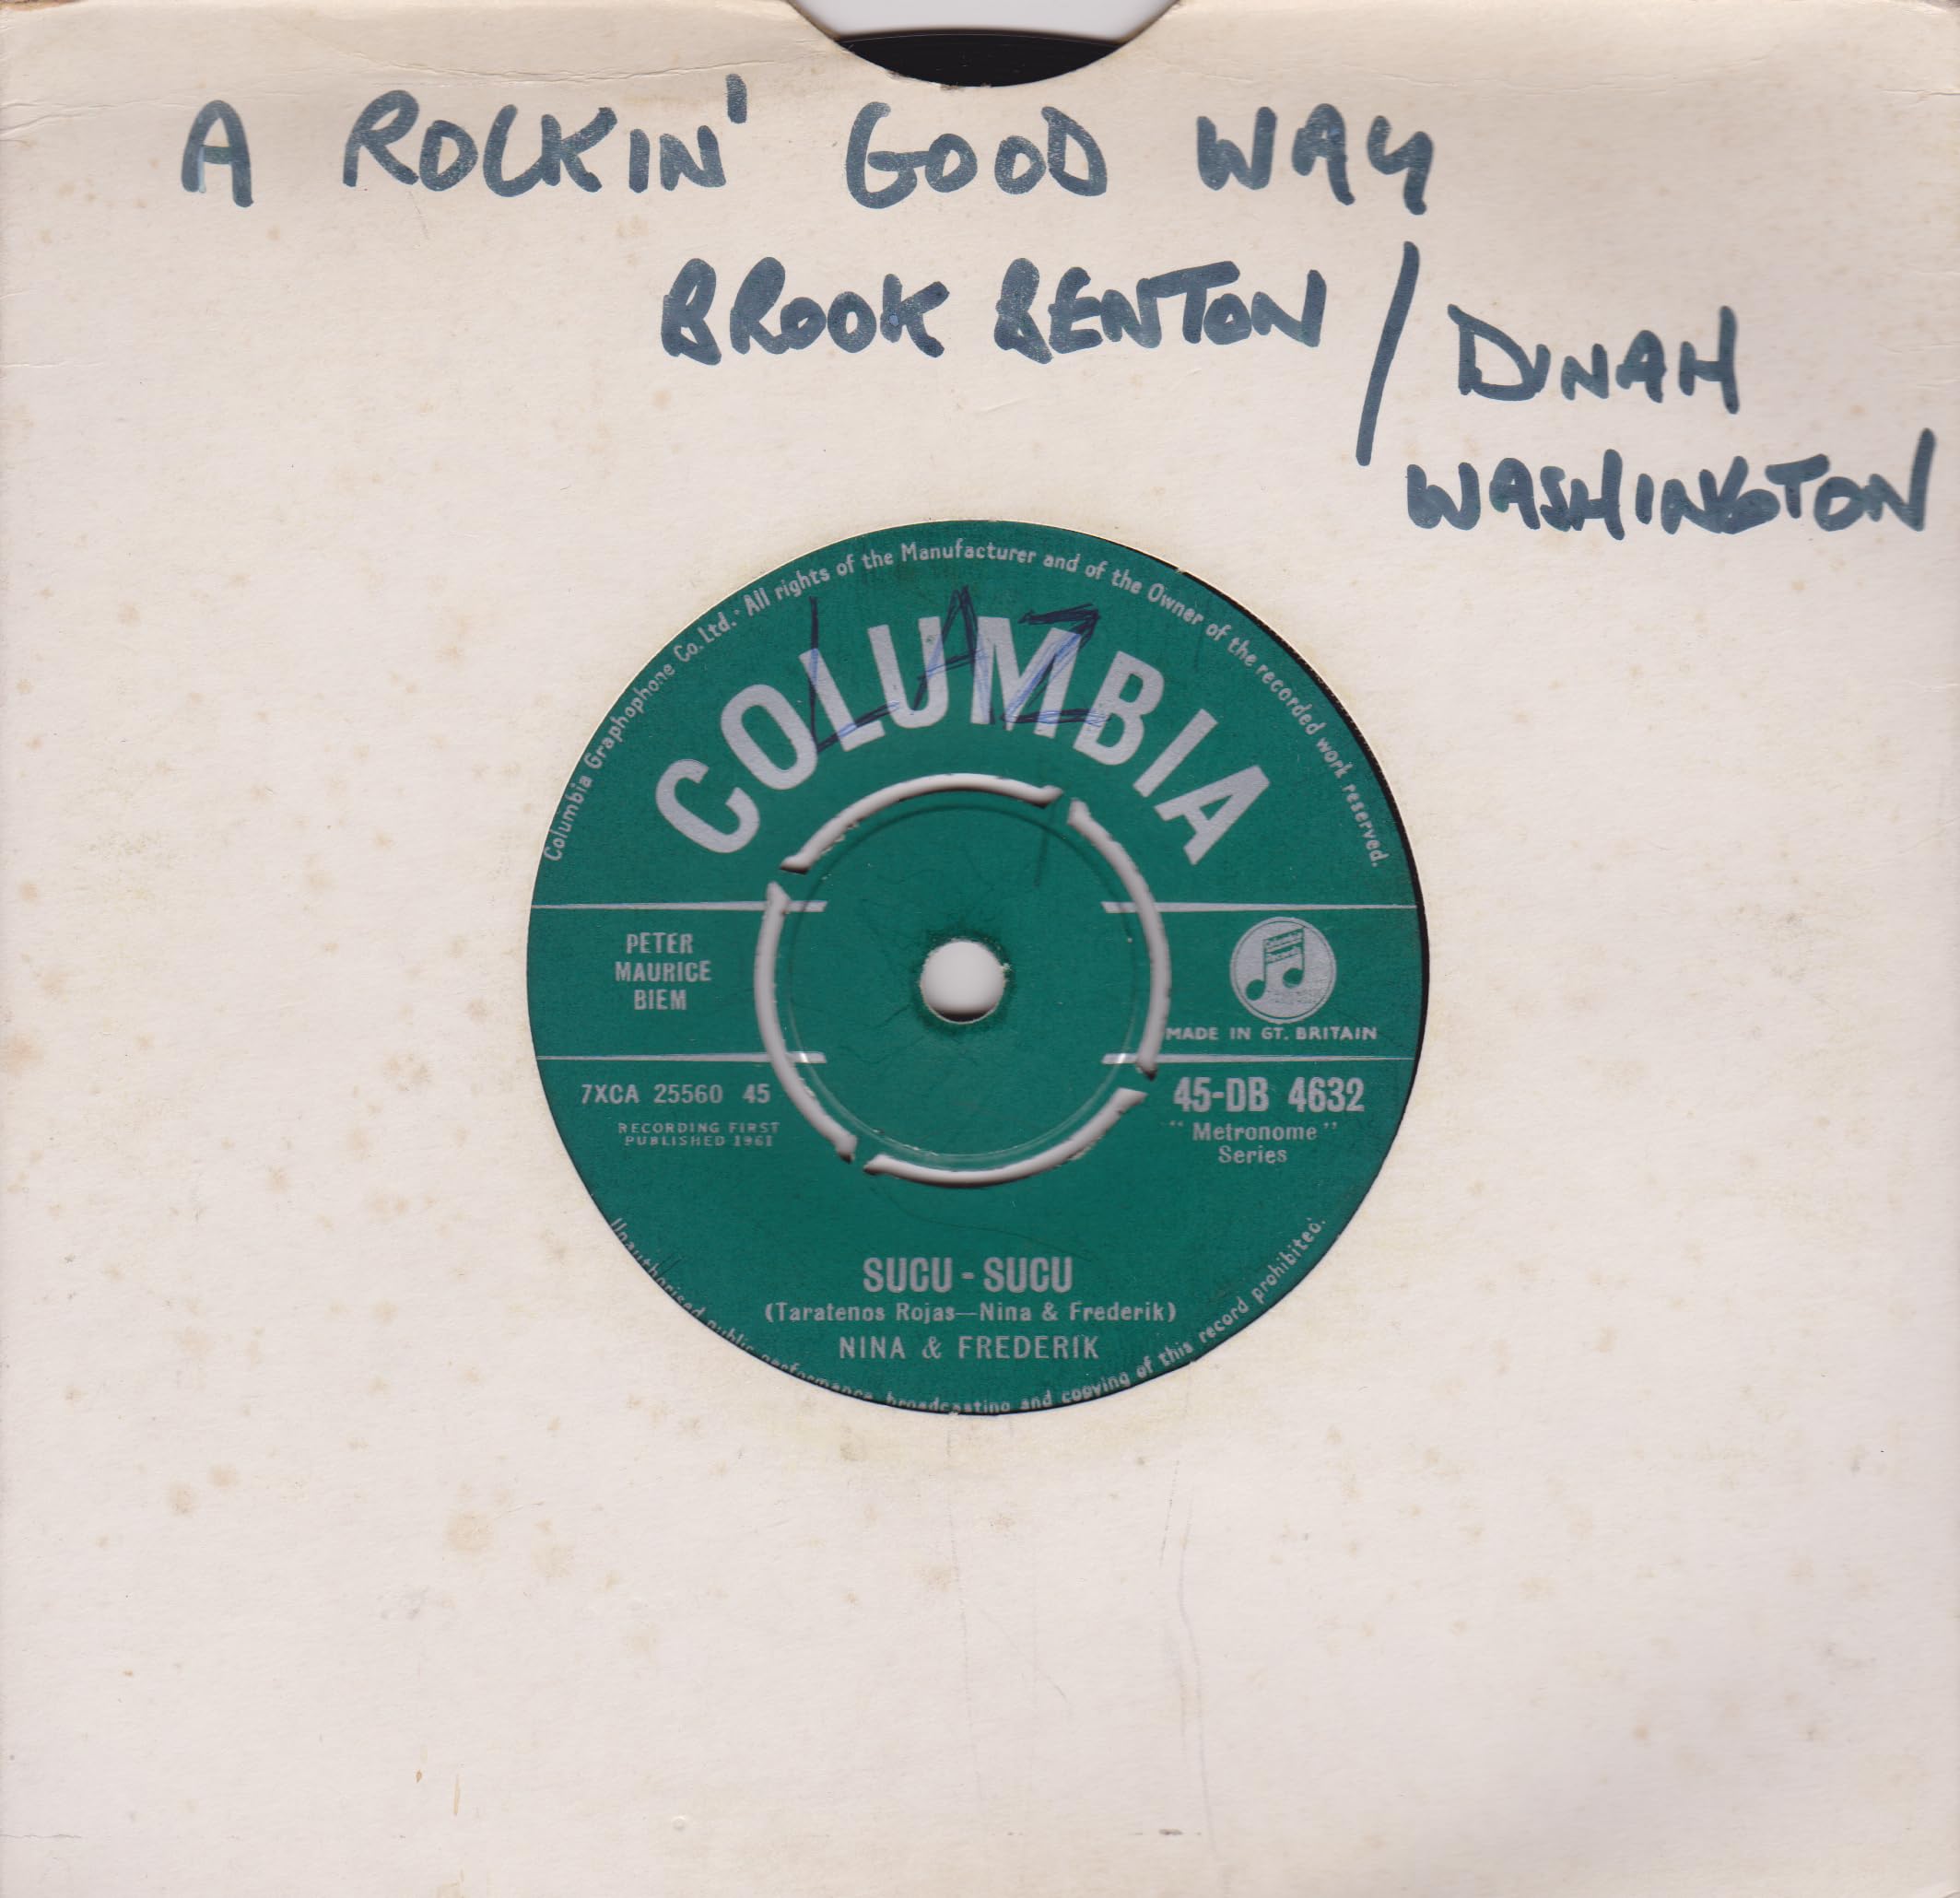 A ROCKIN' GOOD WAY
BROOK BENTON / DINAH
WASHINGTON
Columbia Graphophone Co. Ltd. All rights of the Manufacturer and of the Owner of the recorded work reserved.
LAZ
COLUMBIA
PETER
MAURICE
BIEM
Columbia
Records
MADE IN GT. BRITAIN
7XCA 25560 45
RECORDING FIRST
PUBLISHED 1961
45-DB 4632
"Metronome"
Series
SUCU - SUCU
(Taratenos Rojas—Nina & Frederik)
NINA & FREDERIK
Unauthorised public performance broadcasting and copying of this record prohibited.